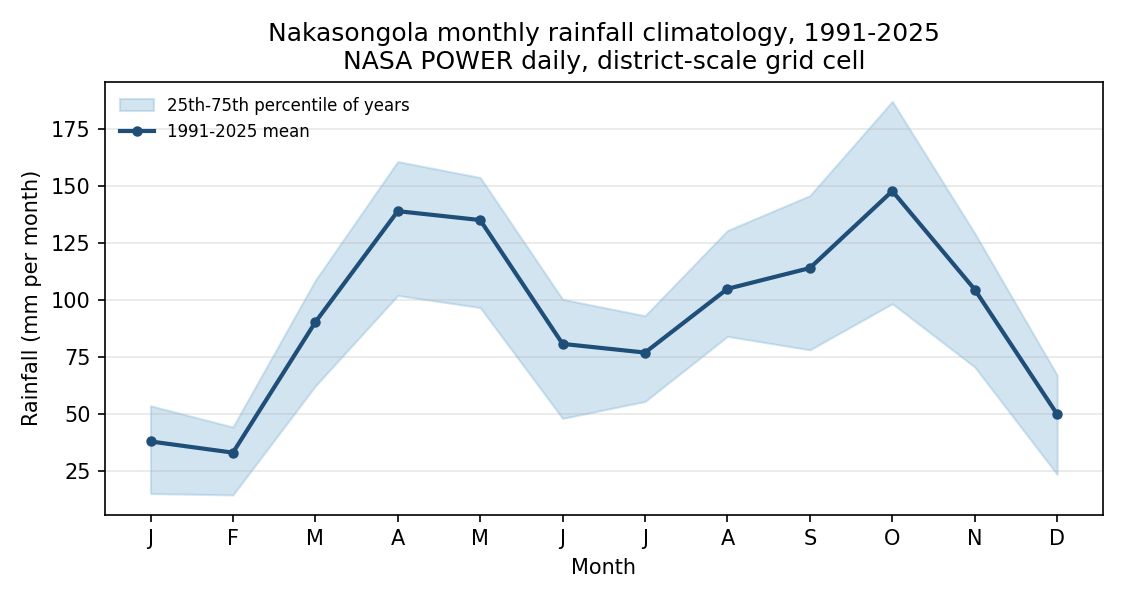 Nakasongola monthly rainfall climatology, 1991-2025
NASA POWER daily, district-scale grid cell
25th-75th percentile of years
1991-2025 mean
Rainfall (mm per month)
175
150
125
100
75
50
25
J F M A M J J A S O N D
Month